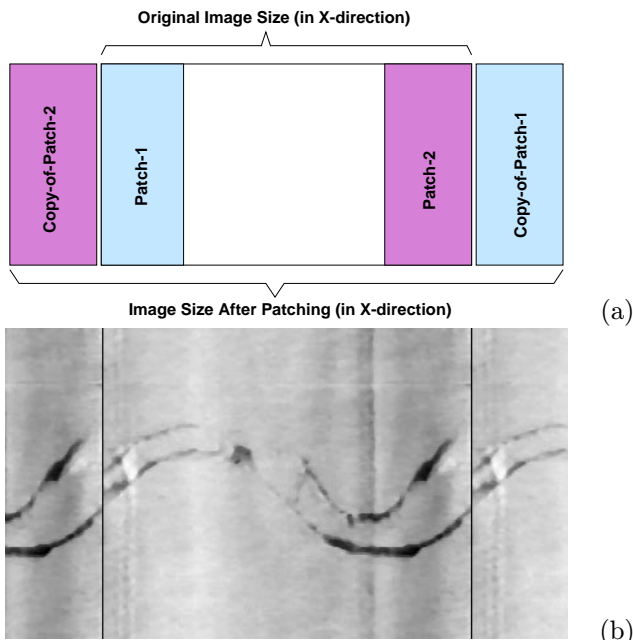 Original Image Size (in X-direction)
Copy-of-Patch-2
Patch-1
Patch-2
Copy-of-Patch-1
Image Size After Patching (in X-direction)
(a)
(b)